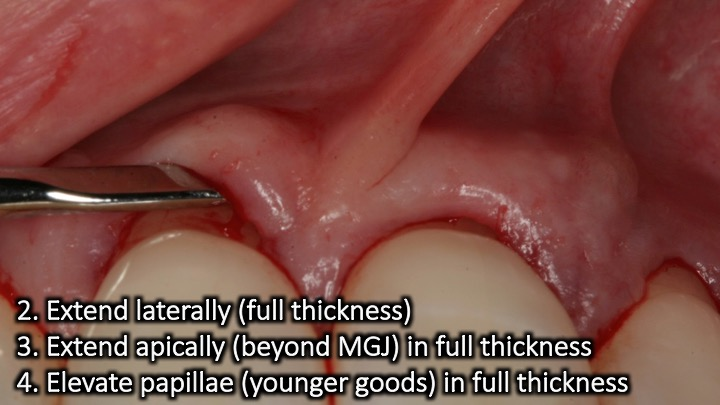 2. Extend laterally (full thickness)
3. Extend apically (beyond MGJ) in full thickness
4. Elevate papillae (younger goods) in full thickness